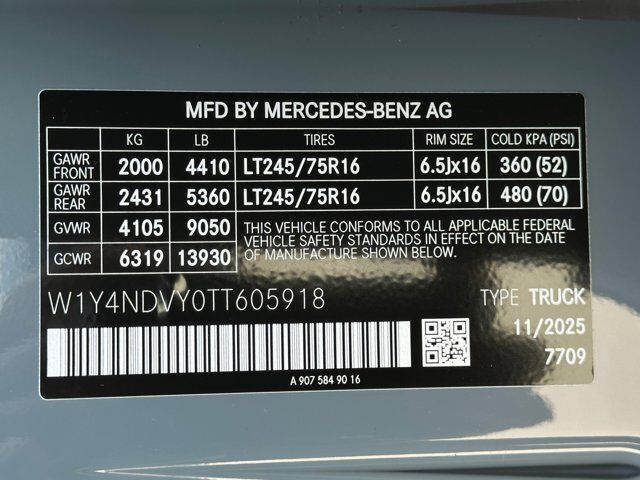 MFD BY MERCEDES-BENZ AG
KG LB TIRES RIM SIZE COLD KPA (PSI)
GAWR FRONT 2000 4410 LT245/75R16 6.5Jx16 360 (52)
GAWR REAR 2431 5360 LT245/75R16 6.5Jx16 480 (70)
GVWR 4105 9050 THIS VEHICLE CONFORMS TO ALL APPLICABLE FEDERAL
VEHICLE SAFETY STANDARDS IN EFFECT ON THE DATE
GCWR 6319 13930 OF MANUFACTURE SHOWN BELOW.
W1Y4NDVY0TT605918 TYPE TRUCK
11/2025
7709
A 907 584 90 16